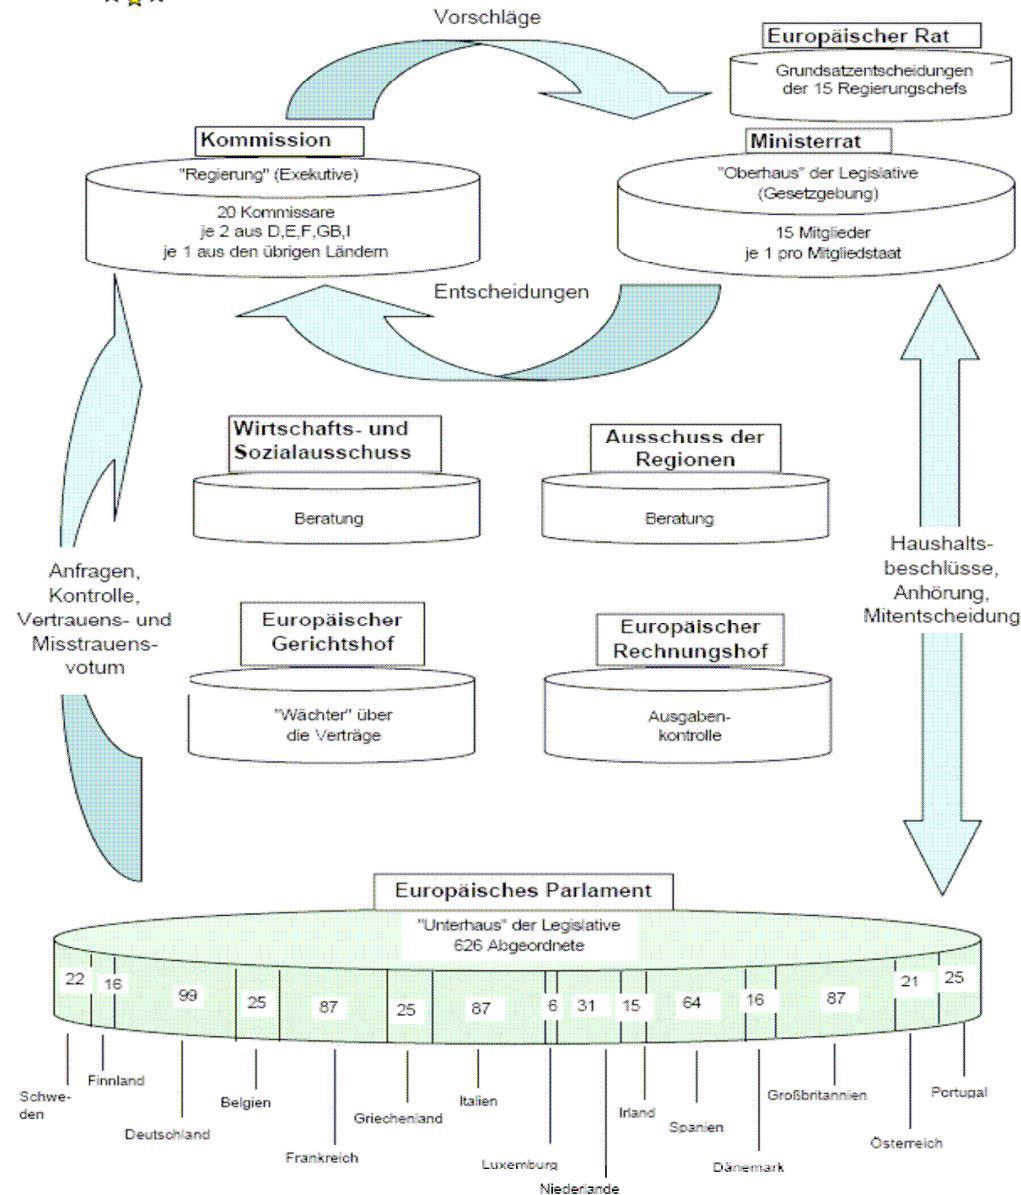 Vorschläge
Europäischer Rat
Grundsatzentscheidungen
der 15 Regierungschefs
Kommission
"Regierung" (Exekutive)
20 Kommissare
je 2 aus D,E,F,GB,I
je 1 aus den übrigen Ländern
Ministerrat
"Oberhaus" der Legislative
(Gesetzgebung)
15 Mitglieder
je 1 pro Mitgliedstaat
Entscheidungen
Wirtschafts- und
Sozialausschuss
Beratung
Ausschuss der
Regionen
Beratung
Anfragen,
Kontrolle,
Vertrauens- und
Misstrauens-
votum
Haushalts-
beschlüsse,
Anhörung,
Mitentscheidung
Europäischer
Gerichtshof
"Wächter" über
die Verträge
Europäischer
Rechnungshof
Ausgaben-
kontrolle
Europäisches Parlament
"Unterhaus" der Legislative
626 Abgeordnete
22 16 99 25 87 25 87 6 31 15 64 16 87 21 25
Schwe-
den
Finnland
Deutschland
Belgien
Frankreich
Griechenland
Italien
Luxemburg
Niederlande
Irland
Spanien
Dänemark
Großbritannien
Österreich
Portugal